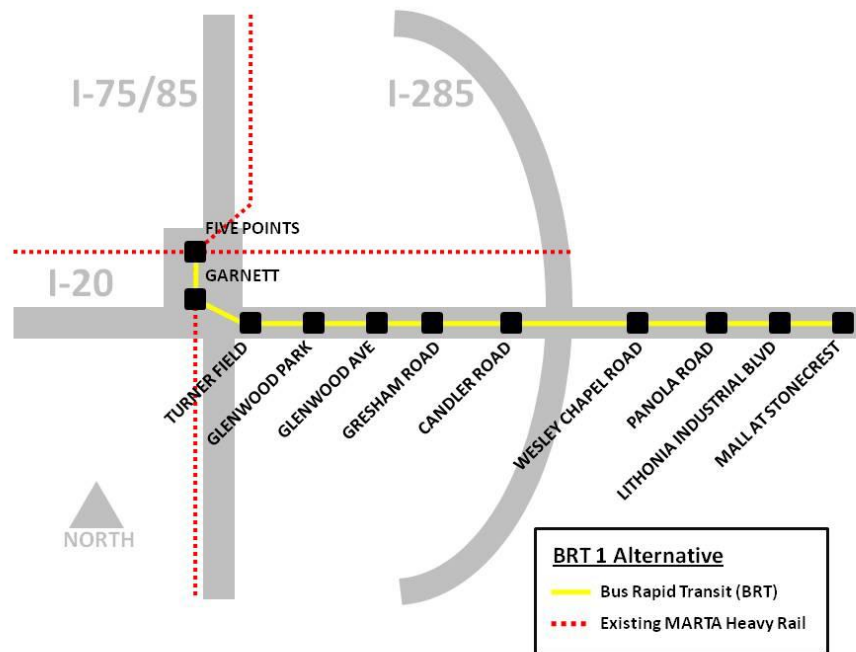 I-75/85
I-285
FIVE POINTS
GARNETT
I-20
TURNER FIELD
GLENWOOD PARK
GLENWOOD AVE
GRESHAM ROAD
CANDLER ROAD
WESLEY CHAPEL ROAD
PANOLA ROAD
LITHONIA INDUSTRIAL BLVD
MALL AT STONECREST
NORTH
BRT 1 Alternative
Bus Rapid Transit (BRT)
Existing MARTA Heavy Rail